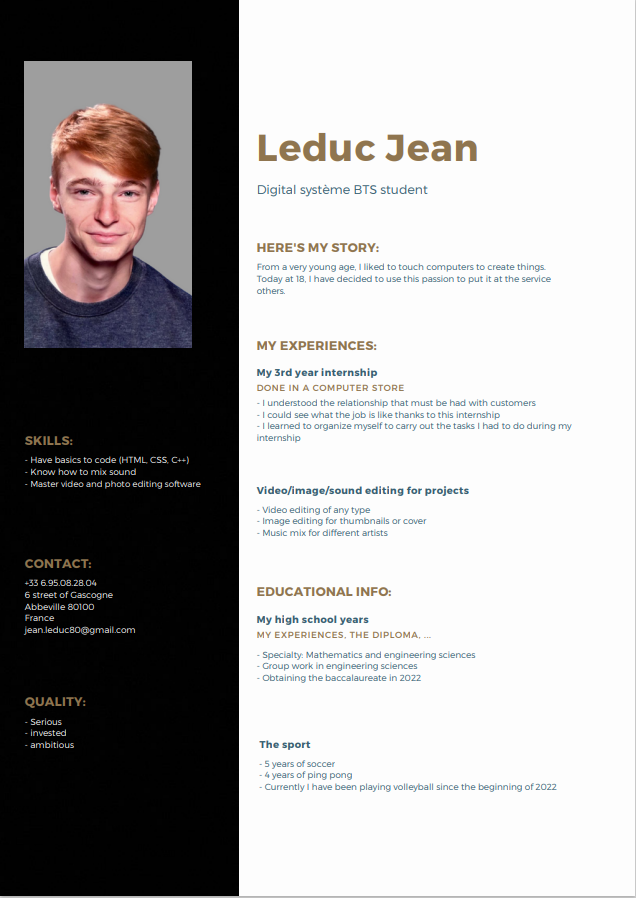 Leduc Jean
Digital système BTS student
HERE'S MY STORY:
From a very young age, I liked to touch computers to create things.
Today at 18, I have decided to use this passion to put it at the service
others.
MY EXPERIENCES:
My 3rd year internship
DONE IN A COMPUTER STORE
- I understood the relationship that must be had with customers
- I could see what the job is like thanks to this internship
- I learned to organize myself to carry out the tasks I had to do during my
internship
Video/image/sound editing for projects
- Video editing of any type
- Image editing for thumbnails or cover
- Music mix for different artists
EDUCATIONAL INFO:
My high school years
MY EXPERIENCES, THE DIPLOMA, ...
- Specialty: Mathematics and engineering sciences
- Group work in engineering sciences
- Obtaining the baccalaureate in 2022
The sport
- 5 years of soccer
- 4 years of ping pong
- Currently I have been playing volleyball since the beginning of 2022
SKILLS:
- Have basics to code (HTML, CSS, C++)
- Know how to mix sound
- Master video and photo editing software
CONTACT:
+33 6.95.08.28.04
6 street of Gascogne
Abbeville 80100
France
jean.leduc80@gmail.com
QUALITY:
- Serious
- invested
- ambitious